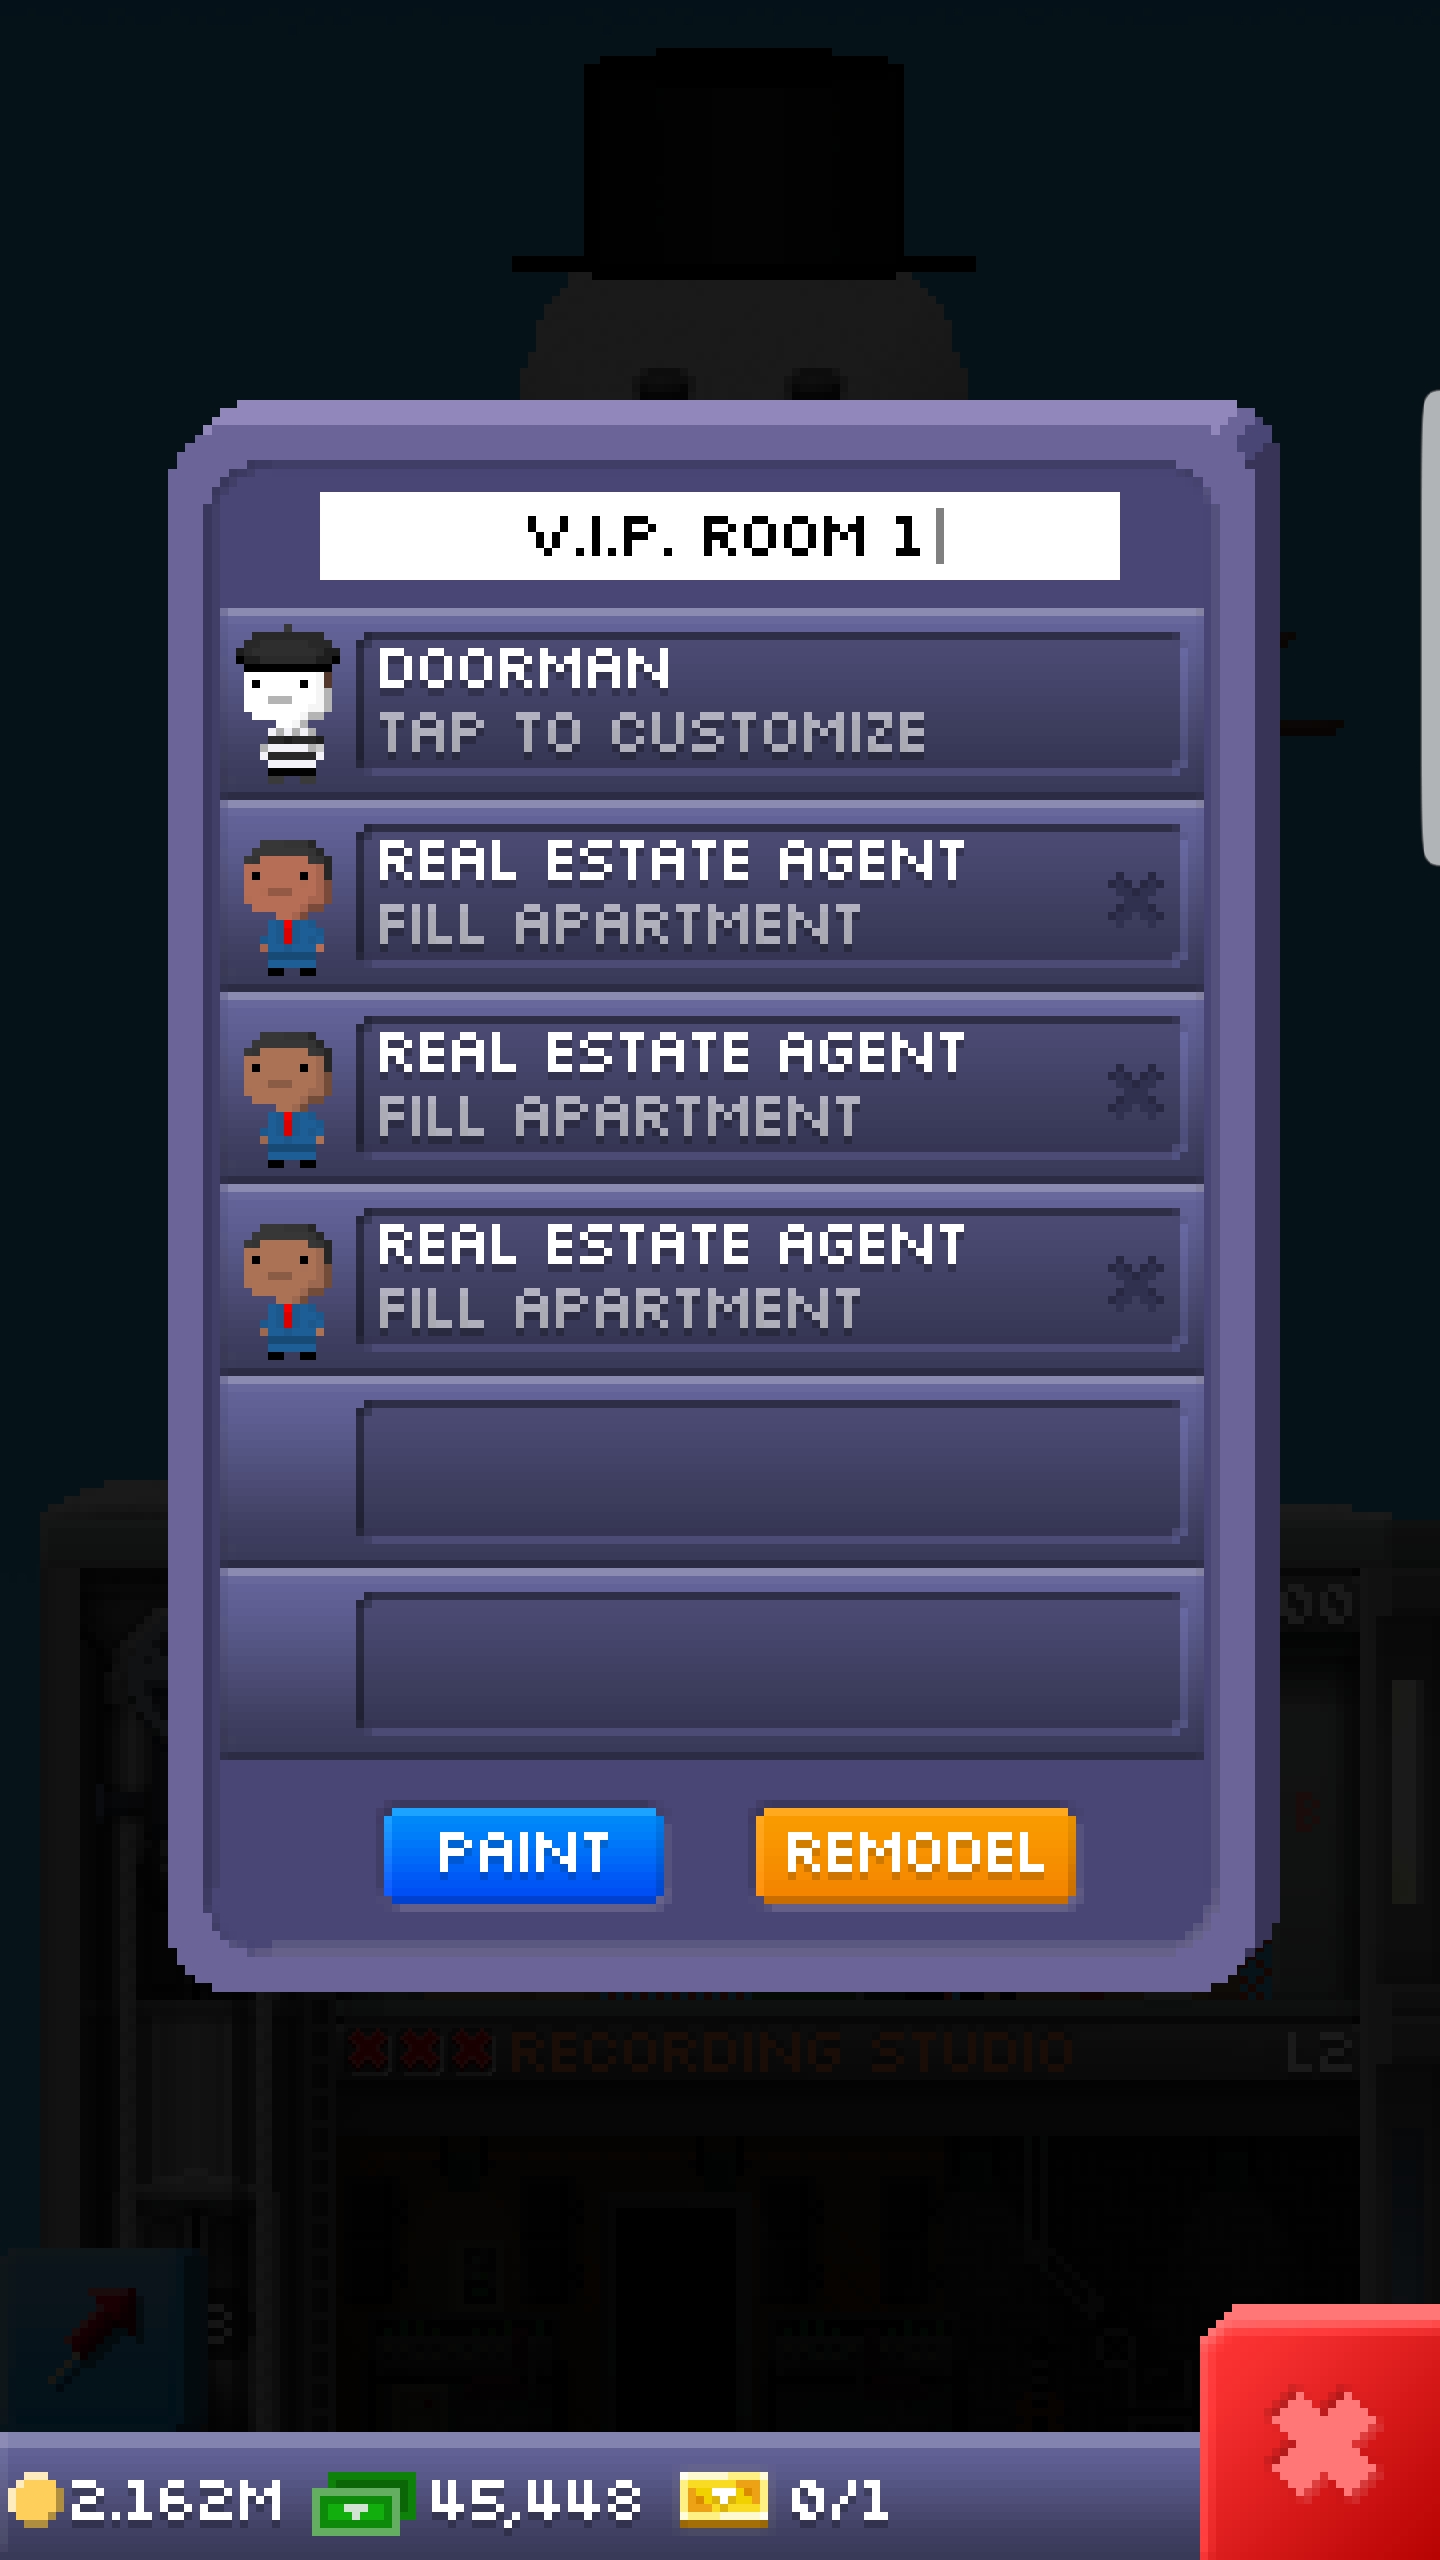 V.I.P. ROOM 1
DOORMAN
TAP TO CUSTOMIZE
REAL ESTATE AGENT
FILL APARTMENT
REAL ESTATE AGENT
FILL APARTMENT
REAL ESTATE AGENT
FILL APARTMENT
PAINT
REMODEL
RECORDING STUDIO
L2
2.162M
45,448
0/1